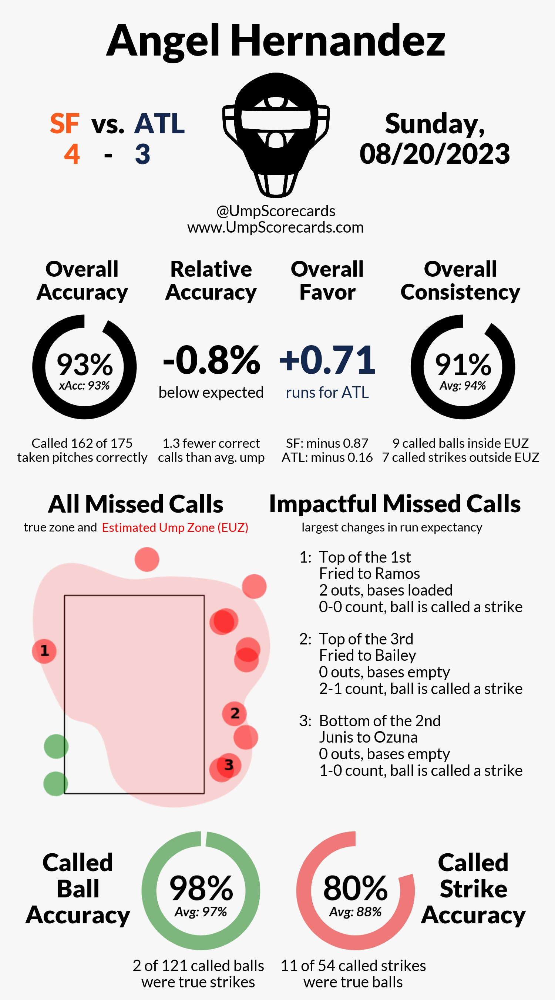 Angel Hernandez
SF vs. ATL
4 - 3
Sunday,
08/20/2023
@UmpScorecards
www.UmpScorecards.com
Overall
Accuracy
93%
xAcc: 93%
Called 162 of 175
taken pitches correctly
Relative
Accuracy
-0.8%
below expected
1.3 fewer correct
calls than avg. ump
Overall
Favor
+0.71
runs for ATL
SF: minus 0.87
ATL: minus 0.16
Overall
Consistency
91%
Avg: 94%
9 called balls inside EUZ
7 called strikes outside EUZ
All Missed Calls
true zone and Estimated Ump Zone (EUZ)
1
2
3
Impactful Missed Calls
largest changes in run expectancy
1: Top of the 1st
Fried to Ramos
2 outs, bases loaded
0-0 count, ball is called a strike
2: Top of the 3rd
Fried to Bailey
0 outs, bases empty
2-1 count, ball is called a strike
3: Bottom of the 2nd
Junis to Ozuna
0 outs, bases empty
1-0 count, ball is called a strike
Called
Ball
Accuracy
98%
Avg: 97%
2 of 121 called balls
were true strikes
80%
Avg: 88%
11 of 54 called strikes
were true balls
Called
Strike
Accuracy